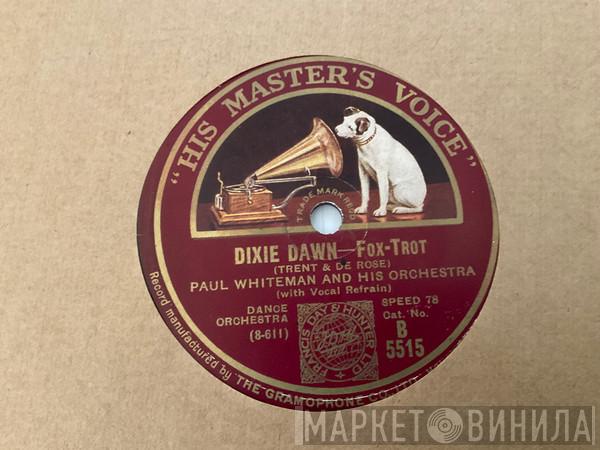 "HIS MASTER'S VOICE"
TRADE MARK REGD
DIXIE DAWN—FOX-TROT
(TRENT & DE ROSE)
PAUL WHITEMAN AND HIS ORCHESTRA
(with Vocal Refrain)
DANCE
ORCHESTRA
(8-611)
FRANCIS DAY & HUNTER LTD
SPEED 78
Cat. No.
B
5515
Record manufactured by THE GRAMOPHONE CO. LTD.
МАРКЕТ ВИНИЛА